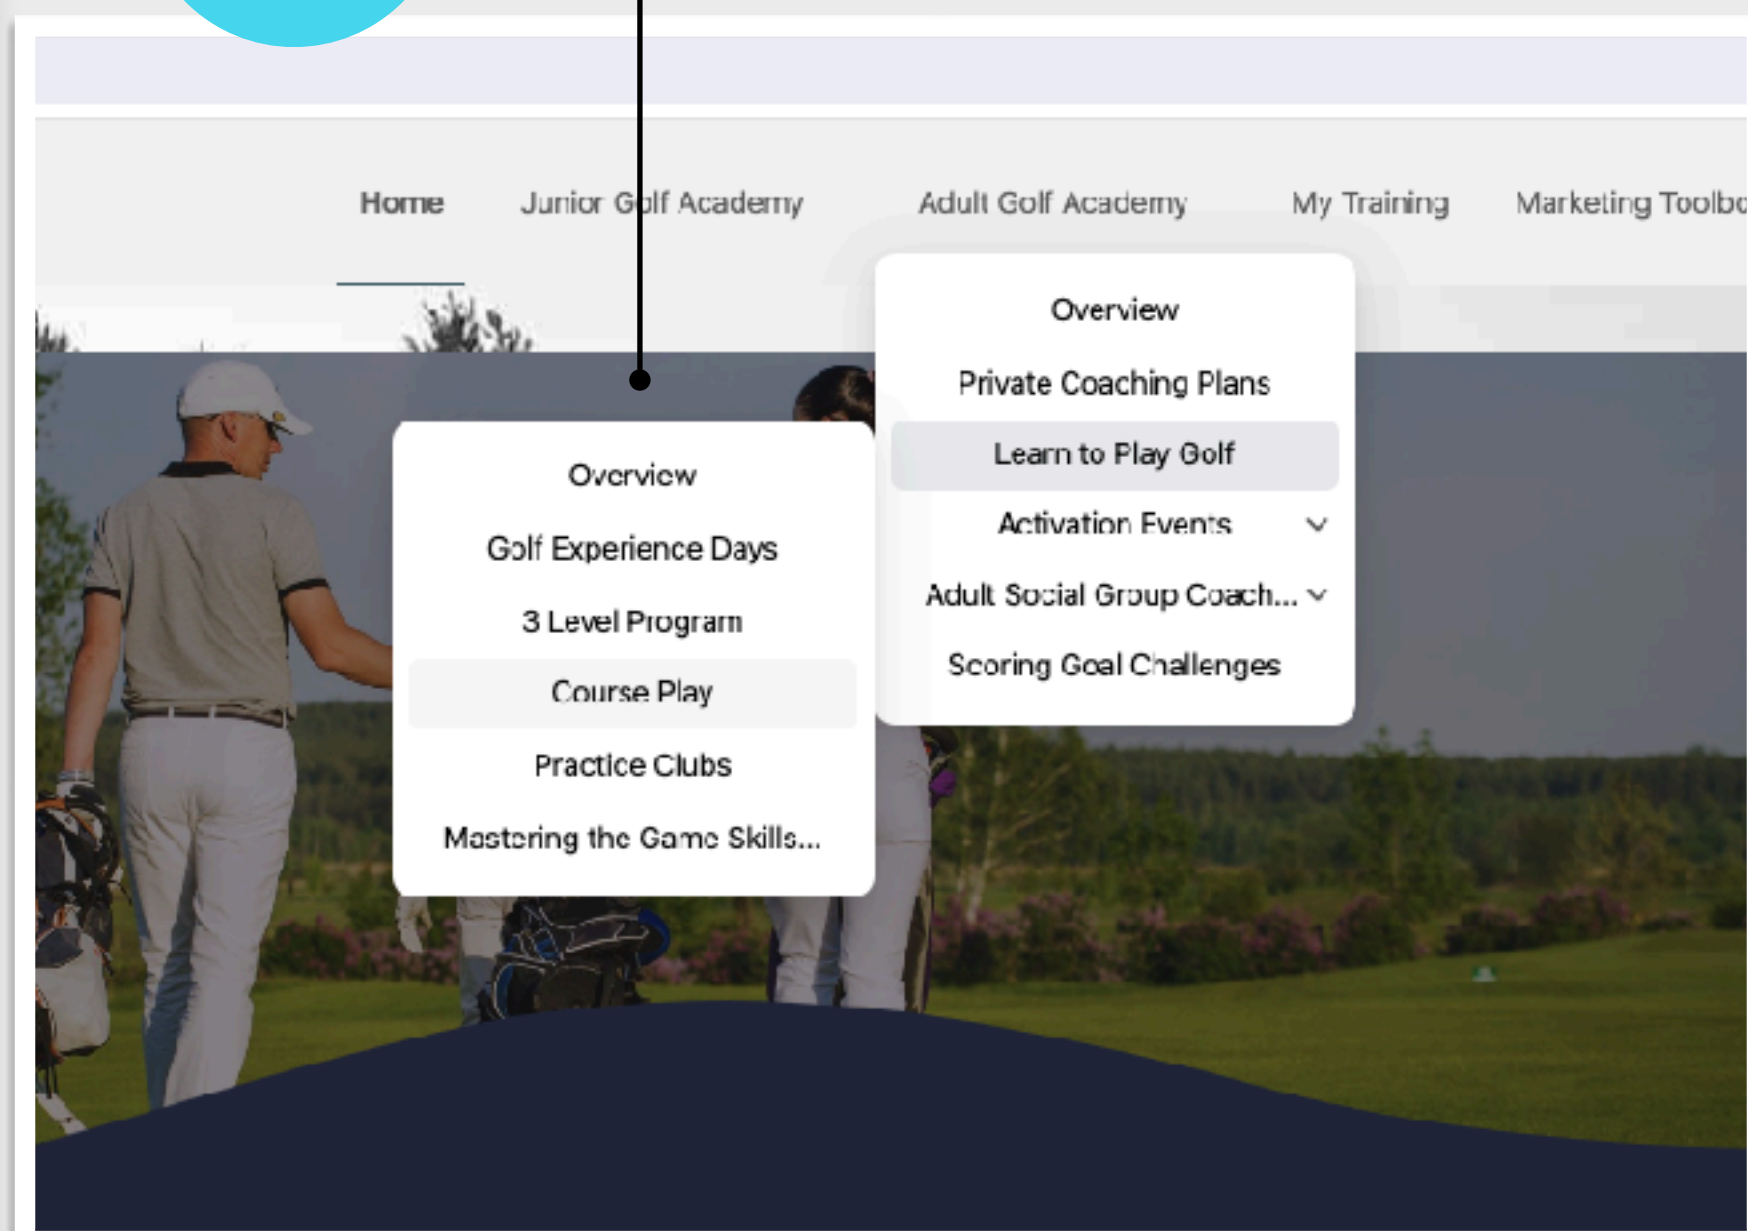 Home
Junior Golf Academy
Adult Golf Academy
My Training
Marketing
Overview
Private Coaching Plans
Learn to Play Golf
Activation Events
Adult Social Group Coach...
Scoring Goal Challenges
Overview
Golf Experience Days
3 Level Program
Course Play
Practice Clubs
Mastering the Game Skills...